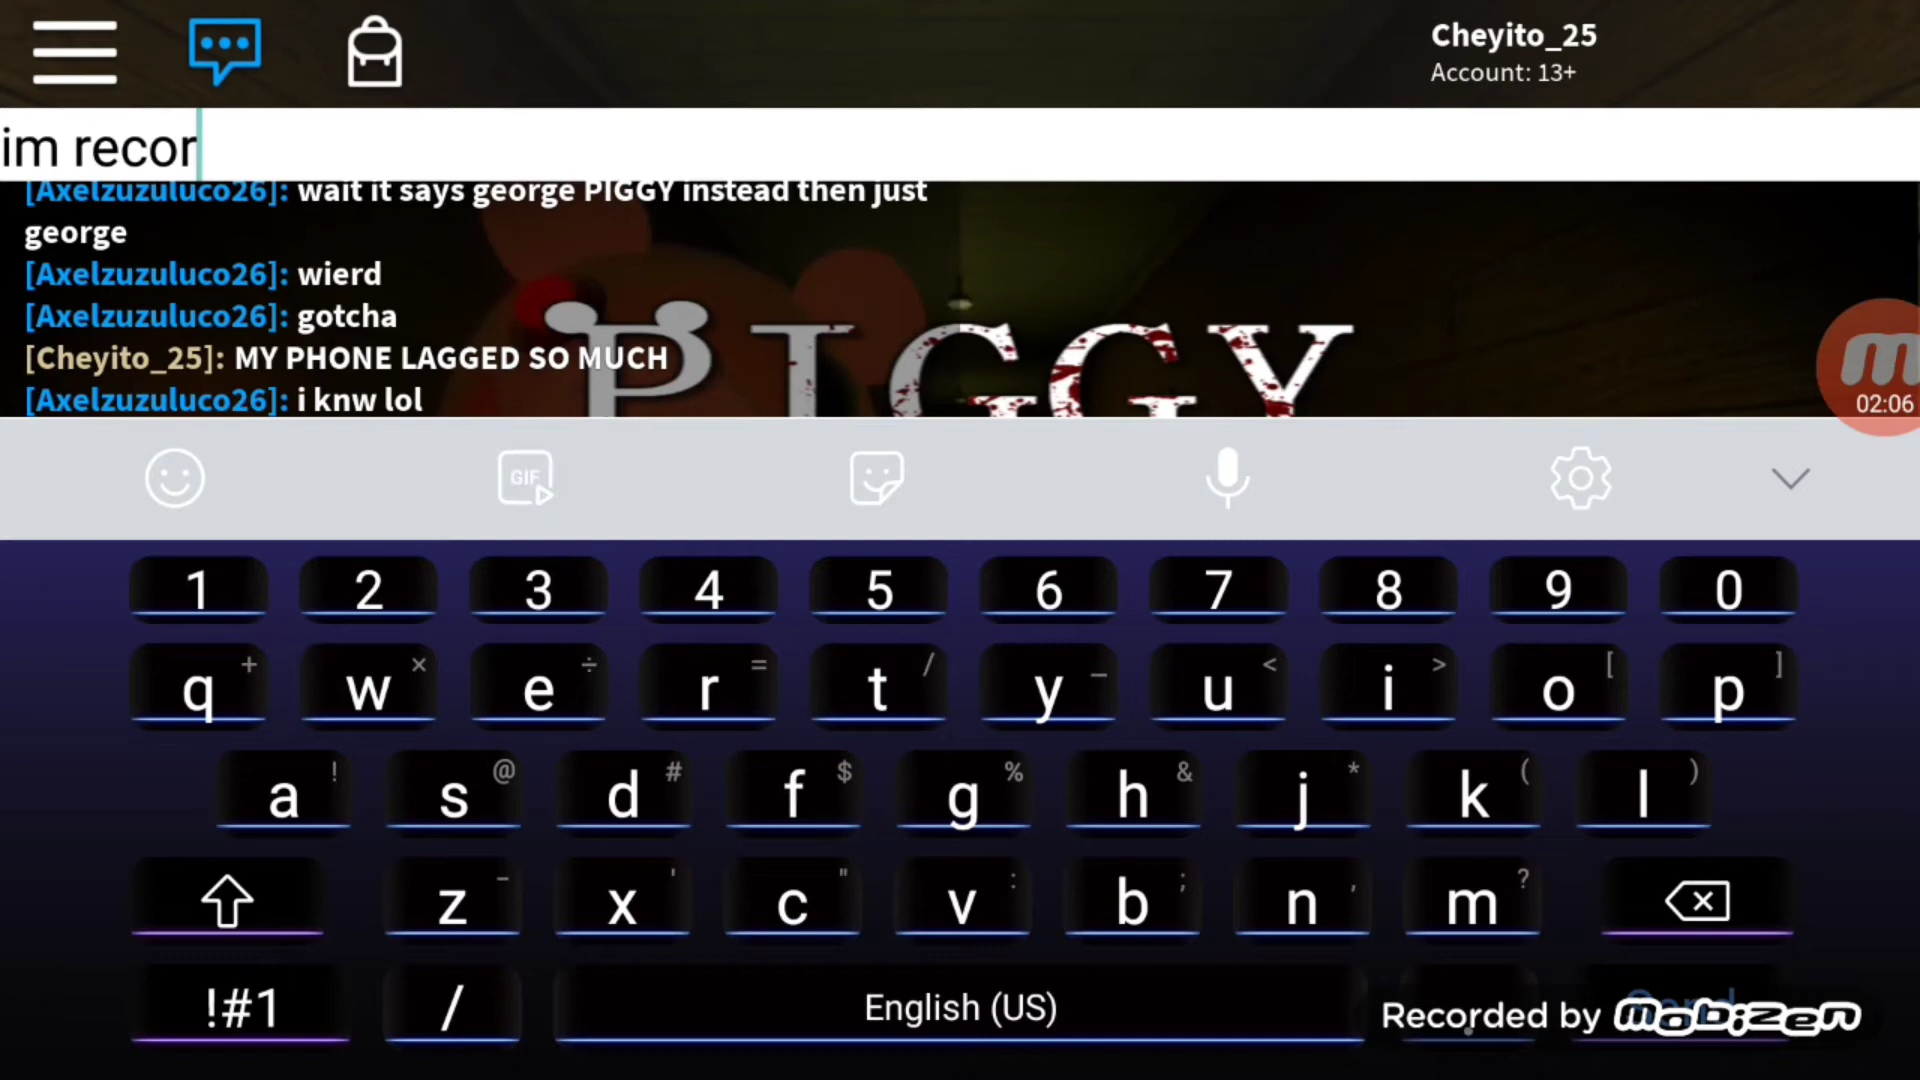 Cheyito_25
Account: 13+
im recor
[Axelzuzuluco26]: wait it says george PIGGY instead then just
george
[Axelzuzuluco26]: wierd
[Axelzuzuluco26]: gotcha
[Cheyito_25]: MY PHONE LAGGED SO MUCH
[Axelzuzuluco26]: i knw lol
PIGGY
02:06
GIF
1 2 3 4 5 6 7 8 9 0
q + w × e ÷ r = t / y _ u < i > o [ p ]
a ! s @ d # f $ g % h & j * k ( l )
z - x ' c " v : b ; n , m ?
!#1 / English (US)
Recorded by mobizen